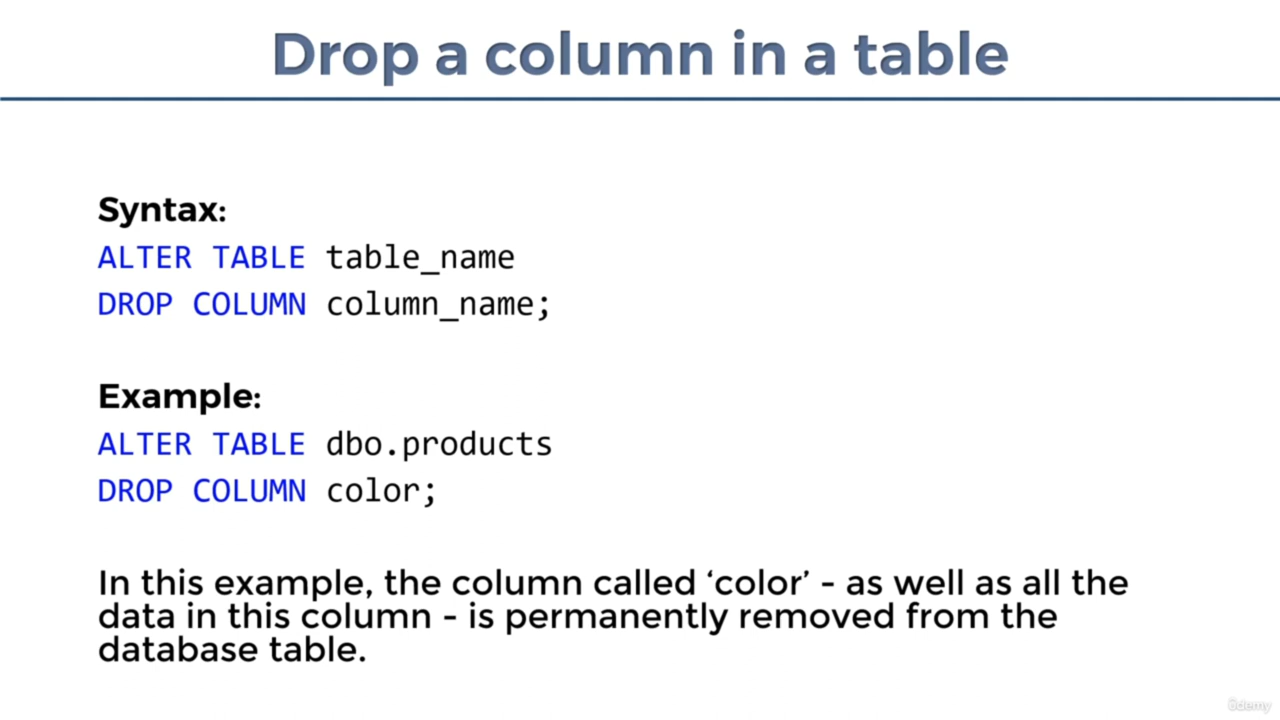 Drop a column in a table
Syntax:
ALTER TABLE table_name
DROP COLUMN column_name;
Example:
ALTER TABLE dbo.products
DROP COLUMN color;
In this example, the column called ‘color’ - as well as all the
data in this column - is permanently removed from the
database table.
ûdemy